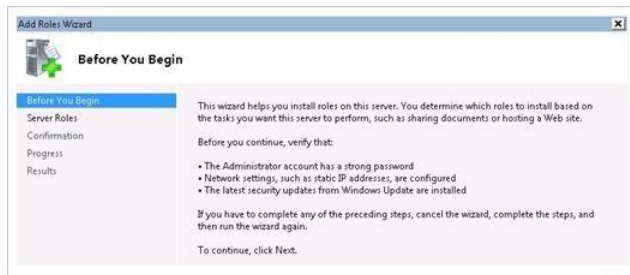 Add Roles Wizard
Before You Begin
Before You Begin
Server Roles
Confirmation
Progress
Results
This wizard helps you install roles on this server. You determine which roles to install based on
the tasks you want this server to perform, such as sharing documents or hosting a Web site.
Before you continue, verify that:
• The Administrator account has a strong password
• Network settings, such as static IP addresses, are configured
• The latest security updates from Windows Update are installed
If you have to complete any of the preceding steps, cancel the wizard, complete the steps, and
then run the wizard again.
To continue, click Next.